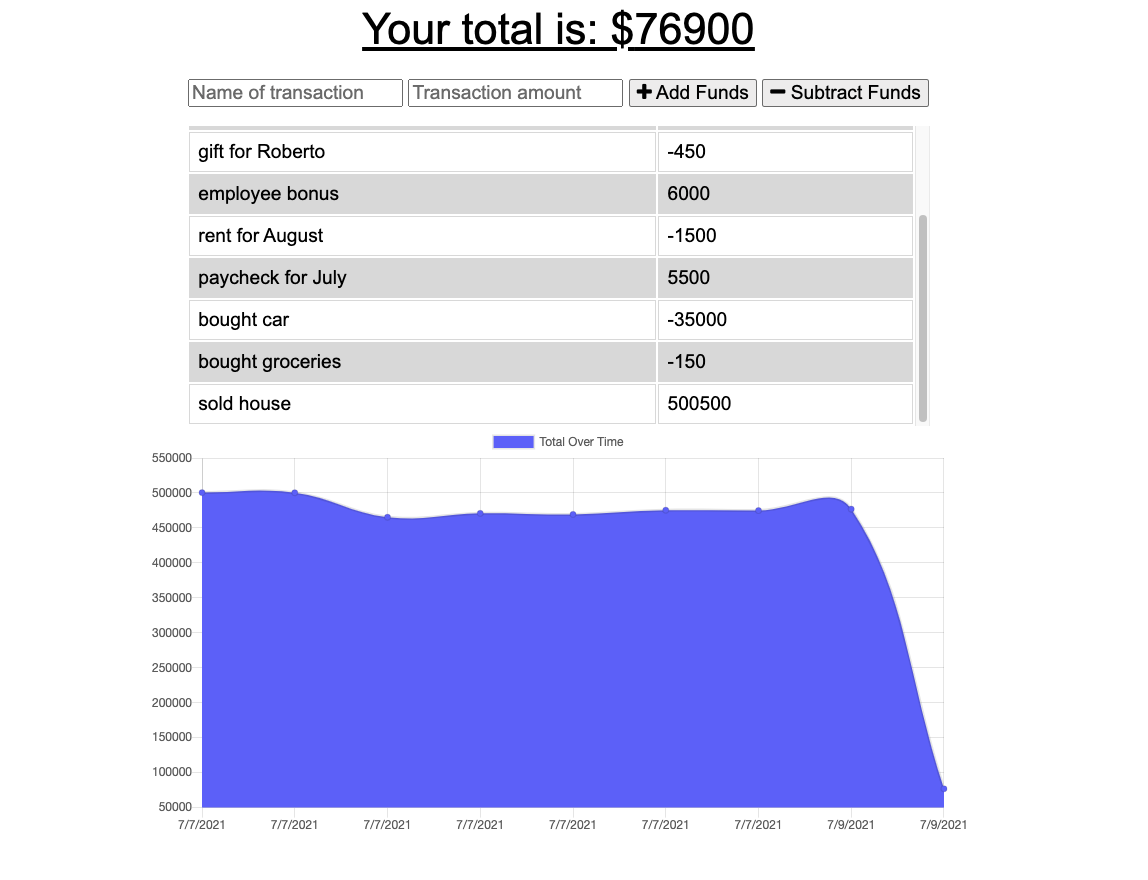 Your total is: $76900
Name of transaction Transaction amount Add Funds Subtract Funds
gift for Roberto -450
employee bonus 6000
rent for August -1500
paycheck for July 5500
bought car -35000
bought groceries -150
sold house 500500
Total Over Time
550000
500000
450000
400000
350000
300000
250000
200000
150000
100000
50000
7/7/2021 7/7/2021 7/7/2021 7/7/2021 7/7/2021 7/7/2021 7/7/2021 7/9/2021 7/9/2021